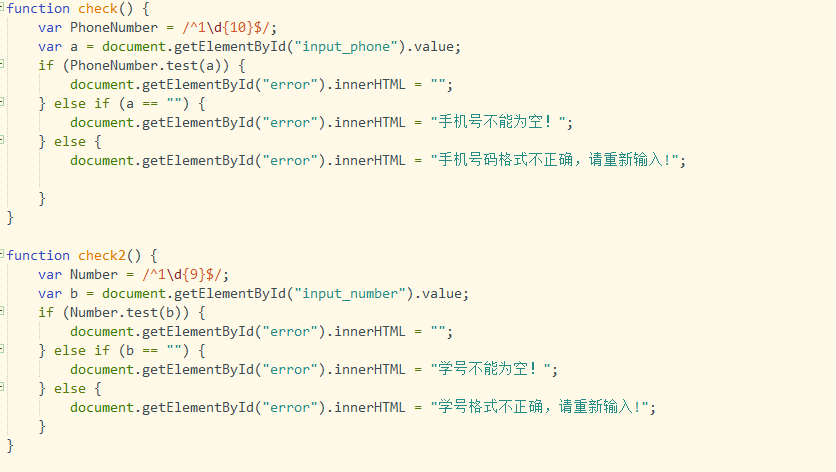 function check() {
    var PhoneNumber = /^1\d{10}$/;
    var a = document.getElementById("input_phone").value;
    if (PhoneNumber.test(a)) {
        document.getElementById("error").innerHTML = "";
    } else if (a == "") {
        document.getElementById("error").innerHTML = "手机号不能为空！";
    } else {
        document.getElementById("error").innerHTML = "手机号码格式不正确，请重新输入!";
    }
}
function check2() {
    var Number = /^1\d{9}$/;
    var b = document.getElementById("input_number").value;
    if (Number.test(b)) {
        document.getElementById("error").innerHTML = "";
    } else if (b == "") {
        document.getElementById("error").innerHTML = "学号不能为空！";
    } else {
        document.getElementById("error").innerHTML = "学号格式不正确，请重新输入!";
    }
}